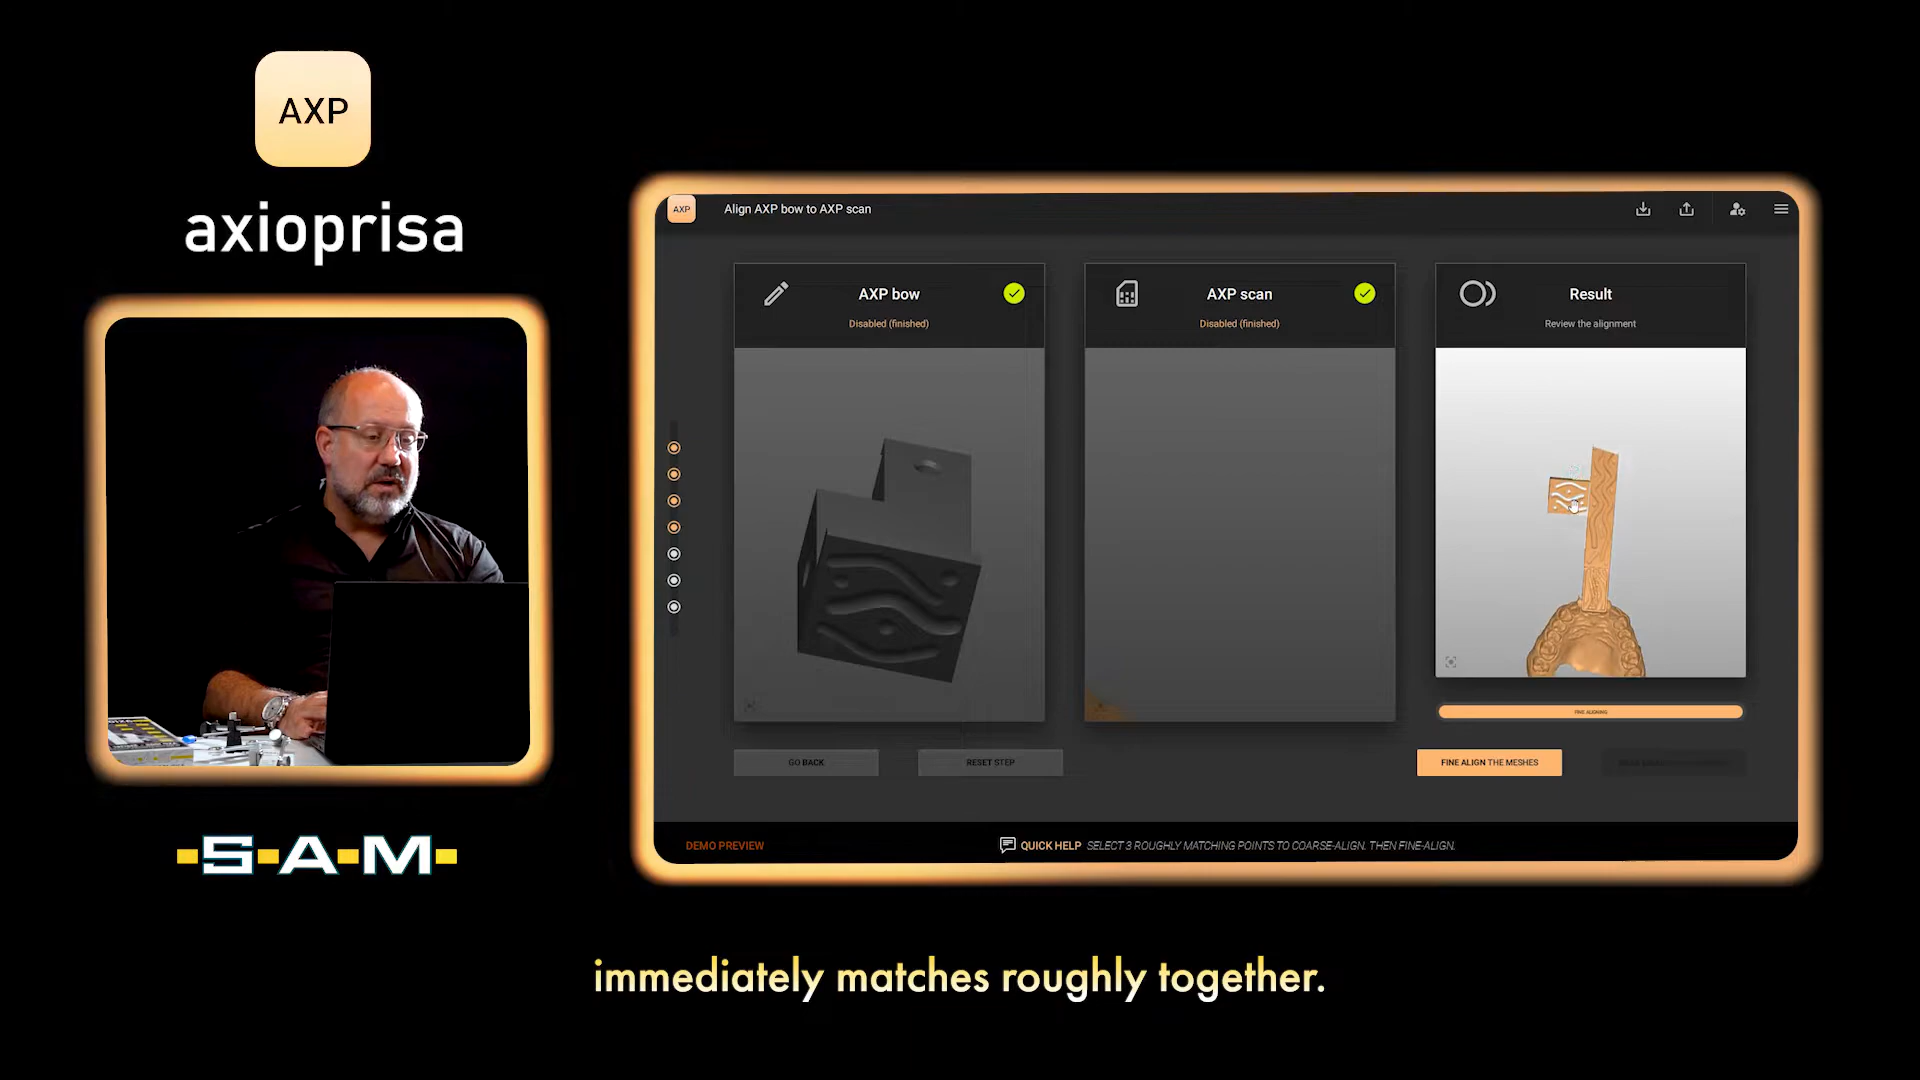 AXP
axioprisa
S-A-M
AXP
Align AXP bow to AXP scan
AXP bow
Disabled (finished)
AXP scan
Disabled (finished)
Result
Review the alignment
FINE ALIGNING
GO BACK
RESET STEP
FINE ALIGN THE MESHES
DEMO PREVIEW
QUICK HELP SELECT 3 ROUGHLY MATCHING POINTS TO COARSE-ALIGN. THEN FINE-ALIGN.
immediately matches roughly together.